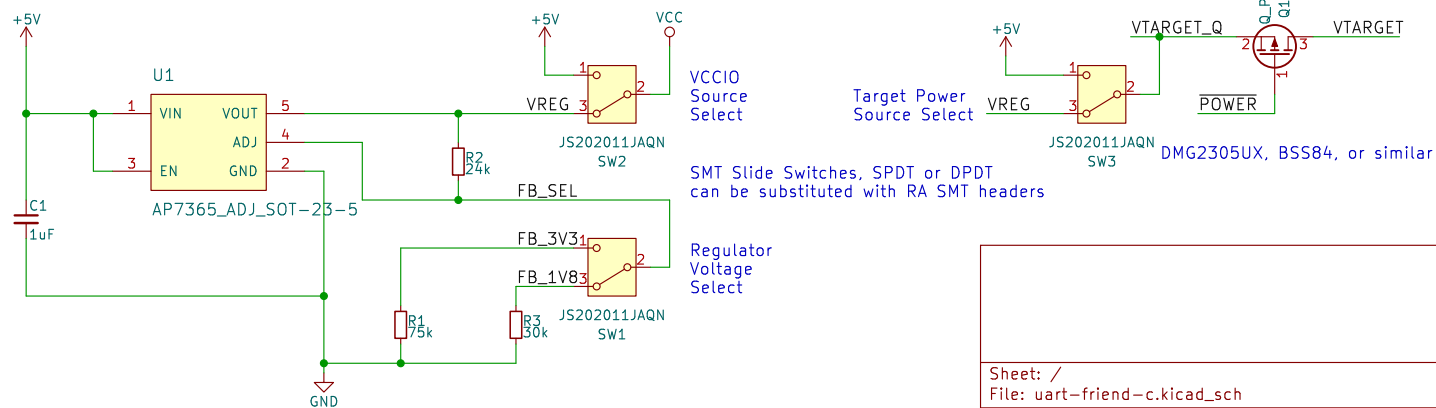 +5V
U1
1
VIN
VOUT
5
ADJ
4
3
EN
GND
2
AP7365_ADJ_SOT-23-5
C1
1uF
R2
24k
FB_SEL
FB_3V3
FB_1V8
R1
75k
R3
30k
GND
+5V
VCC
1
2
VREG
3
JS202011JAQN
SW2
VCCIO
Source
Select
SMT Slide Switches, SPDT or DPDT
can be substituted with RA SMT headers
1
2
3
JS202011JAQN
SW1
Regulator
Voltage
Select
Target Power
Source Select
+5V
1
2
VREG
3
JS202011JAQN
SW3
VTARGET_Q
2
Q1
3
VTARGET
1
POWER
DMG2305UX, BSS84, or similar
Sheet: /
File: uart-friend-c.kicad_sch